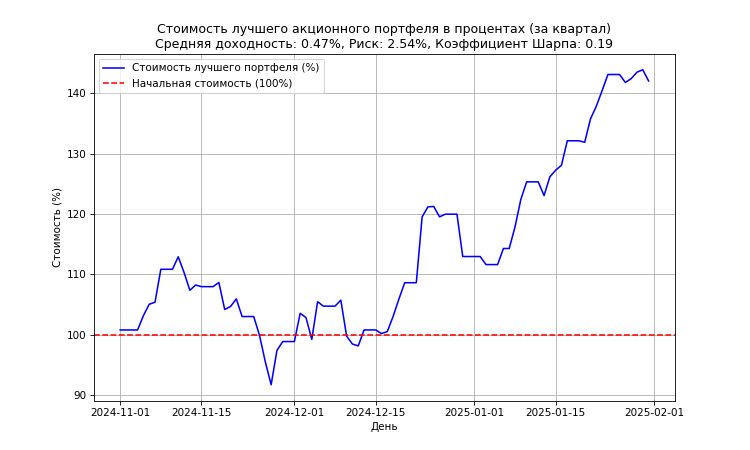 Стоимость лучшего акционного портфеля в процентах (за квартал)
Средняя доходность: 0.47%, Риск: 2.54%, Коэффициент Шарпа: 0.19
Стоимость лучшего портфеля (%)
Начальная стоимость (100%)
Стоимость (%)
140
130
120
110
100
90
2024-11-01 2024-11-15 2024-12-01 2024-12-15 2025-01-01 2025-01-15 2025-02-01
День